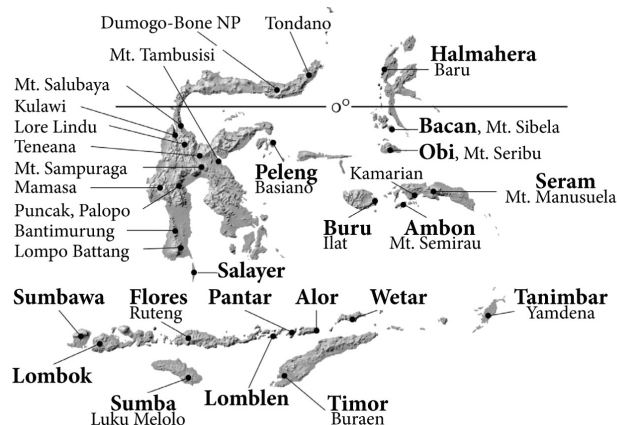 Dumogo-Bone NP
Tondano
Mt. Tambusisi
Halmahera
Baru
Mt. Salubaya
Kulawi
0°
Lore Lindu
Bacan, Mt. Sibela
Teneana
Obi, Mt. Seribu
Mt. Sampuraga
Peleng
Basiano
Kamarian
Seram
Mt. Manusuela
Mamasa
Puncak, Palopo
Buru
Ilat
Ambon
Mt. Semirau
Bantimurung
Lompo Battang
Salayer
Sumbawa
Flores
Ruteng
Pantar
Alor
Wetar
Tanimbar
Yamdena
Lombok
Sumba
Luku Melolo
Lomblen
Timor
Buraen